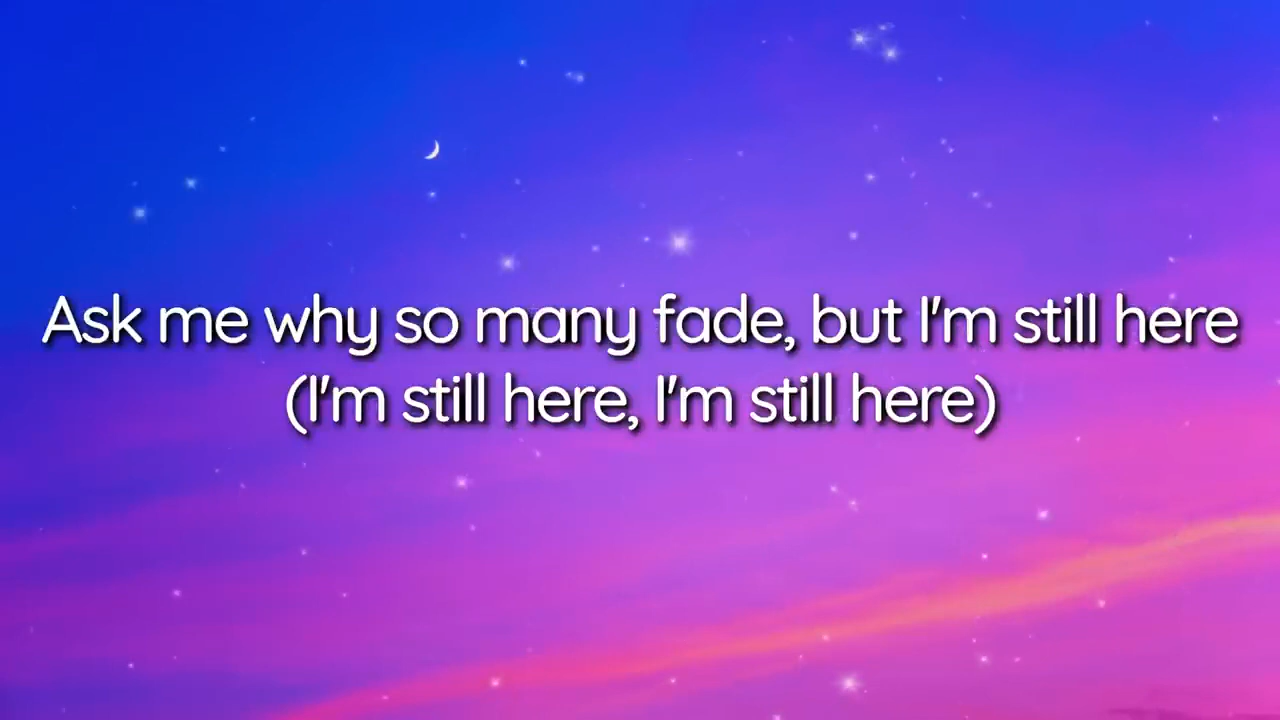 Ask me why so many fade, but I'm still here
(I'm still here, I'm still here)